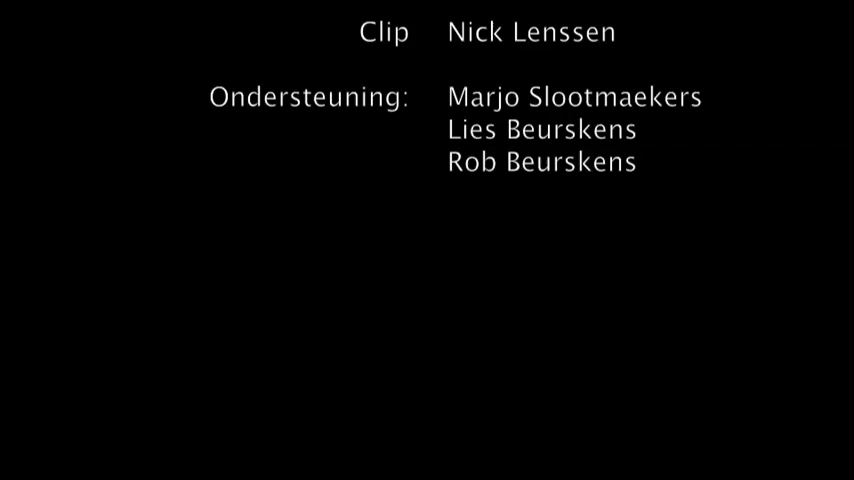 Clip Nick Lenssen
Ondersteuning: Marjo Slootmaekers
Lies Beurskens
Rob Beurskens